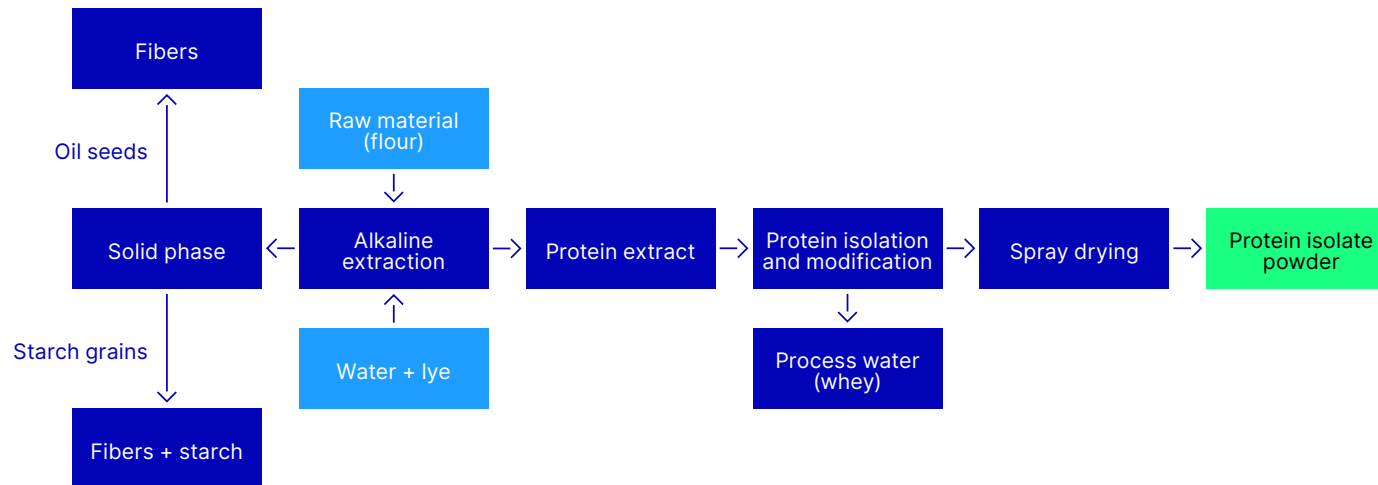 Fibers
Raw material
(flour)
Oil seeds
Solid phase
Alkaline
extraction
Protein extract
Protein isolation
and modification
Spray drying
Protein isolate
powder
Starch grains
Water + lye
Process water
(whey)
Fibers + starch